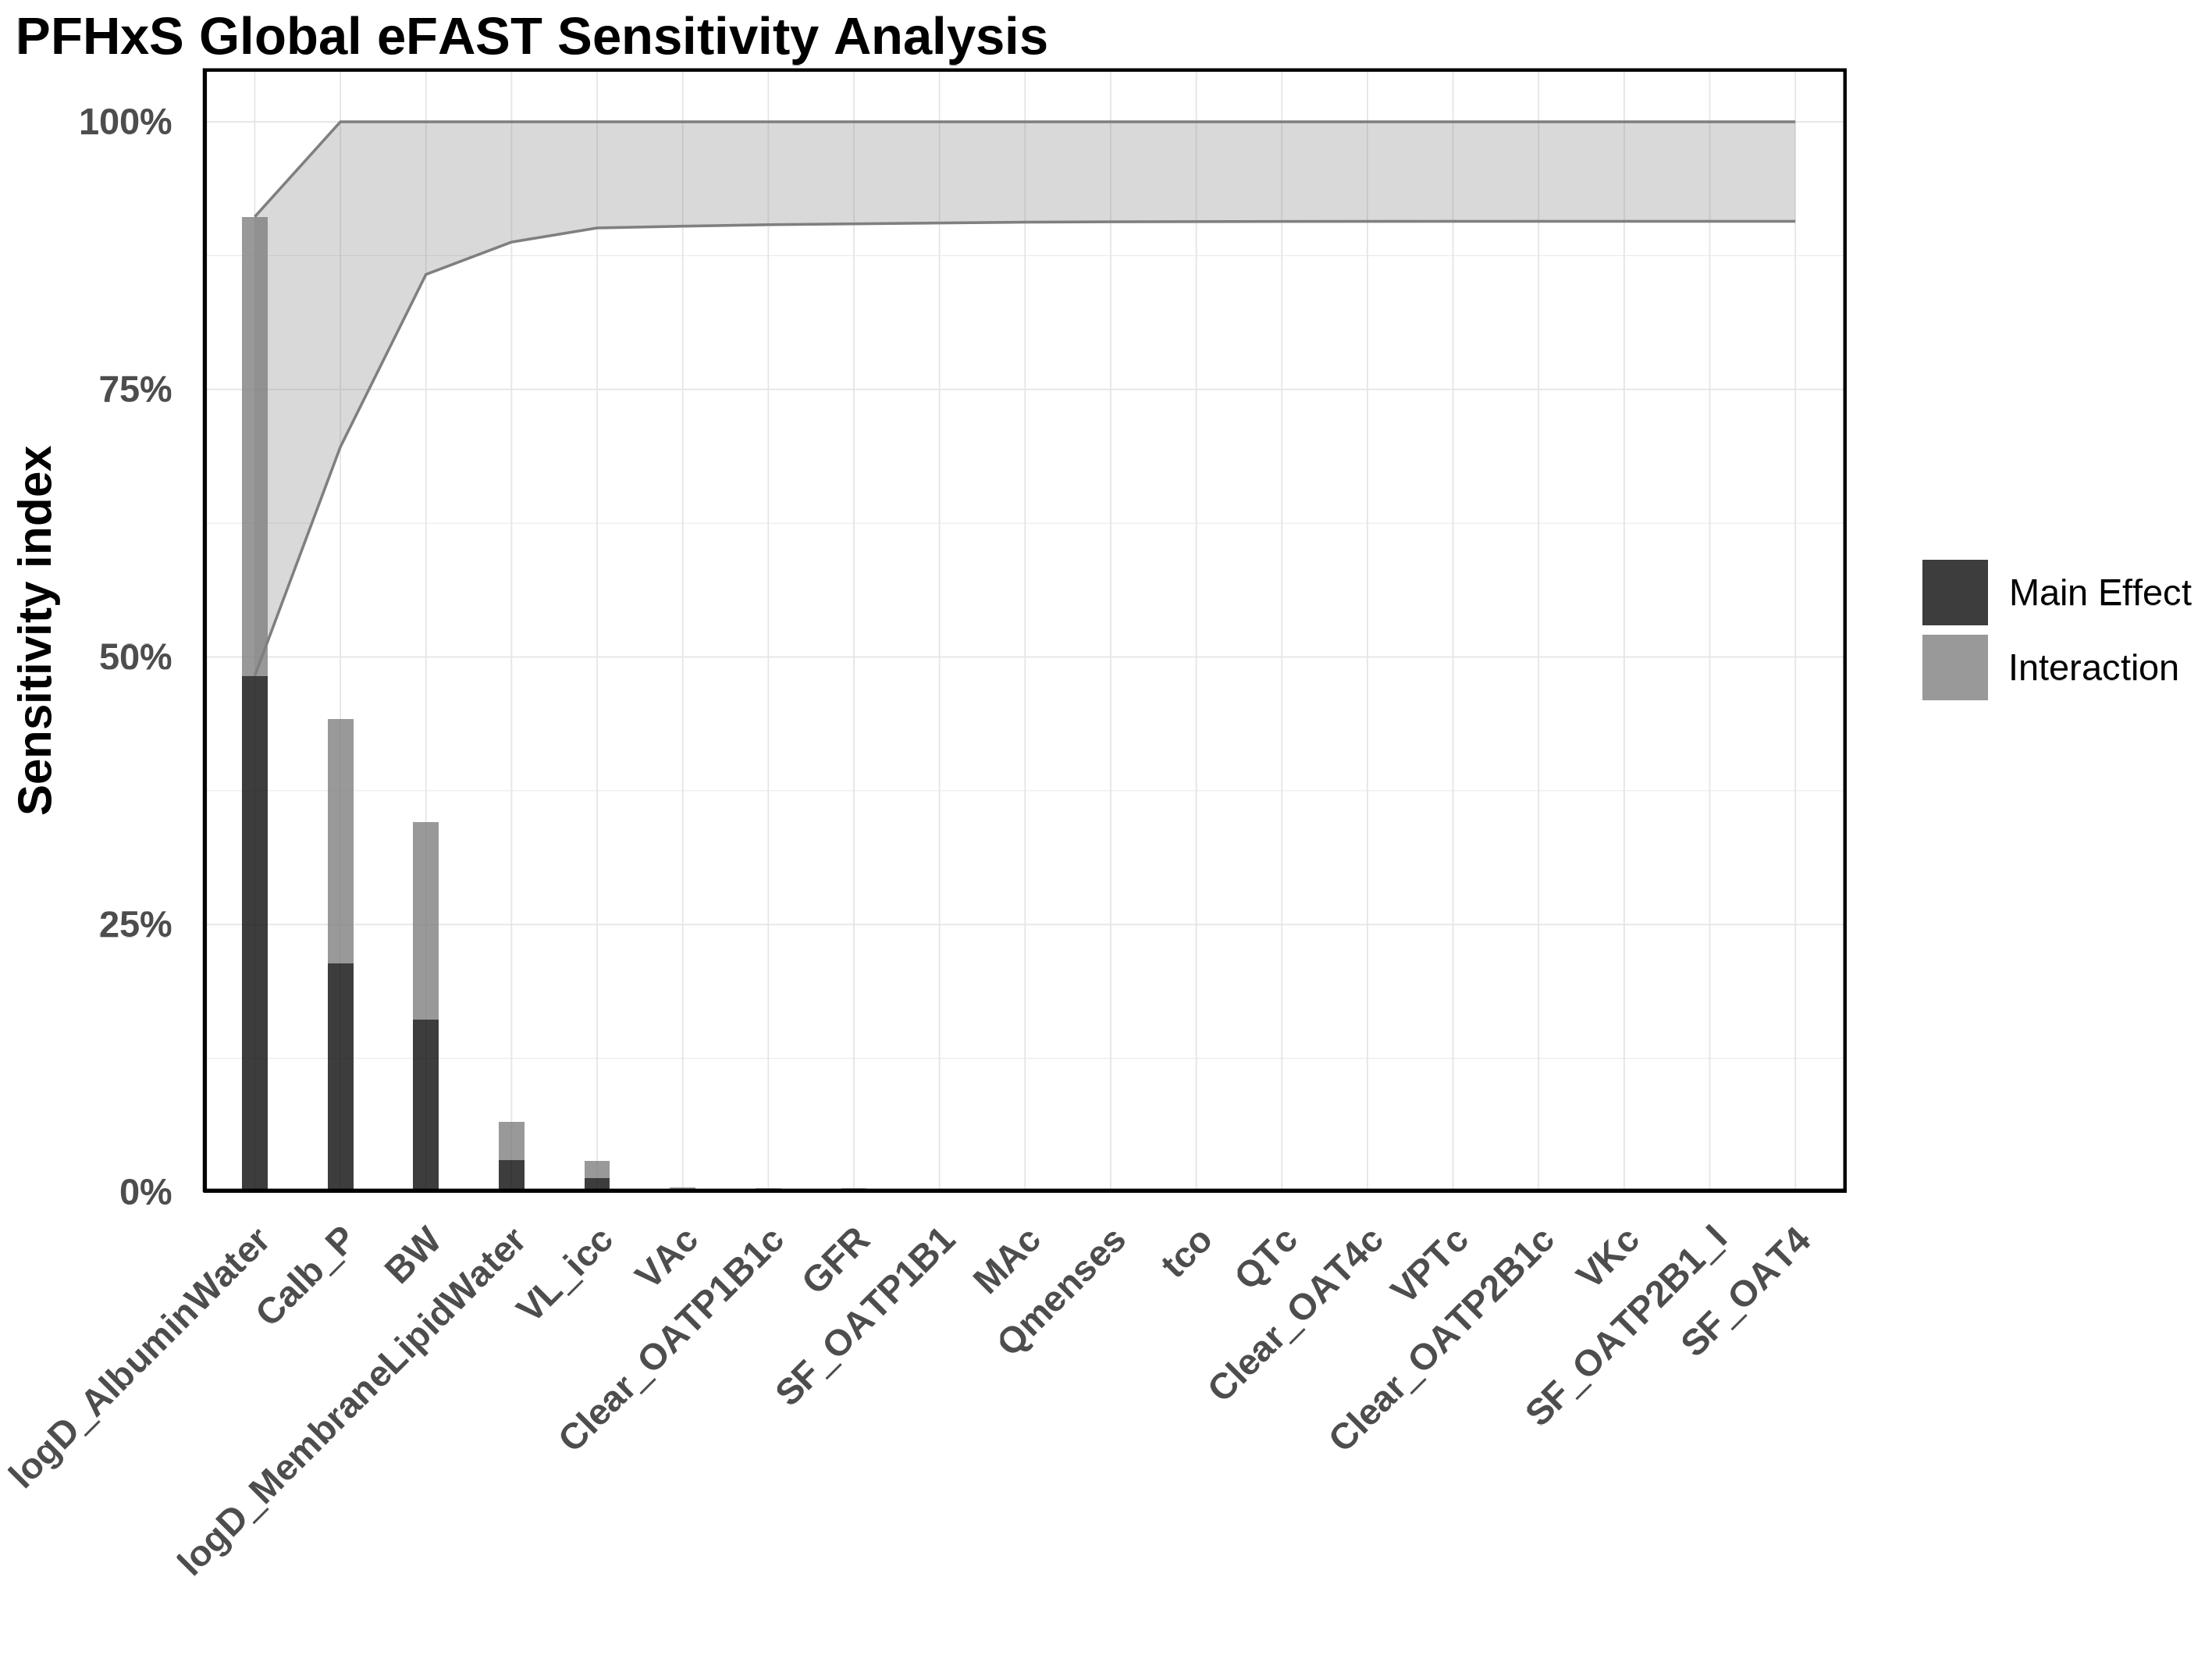 PFHxS Global eFAST Sensitivity Analysis
Sensitivity index
100%
75%
50%
25%
0%
logD_AlbuminWater
Calb_P
BW
logD_MembraneLipidWater
VL_icc
VAc
Clear_OATP1B1c
GFR
SF_OATP1B1
MAc
Qmenses
tco
QTc
Clear_OAT4c
VPTc
Clear_OATP2B1c
VKc
SF_OATP2B1_l
SF_OAT4
Main Effect
Interaction